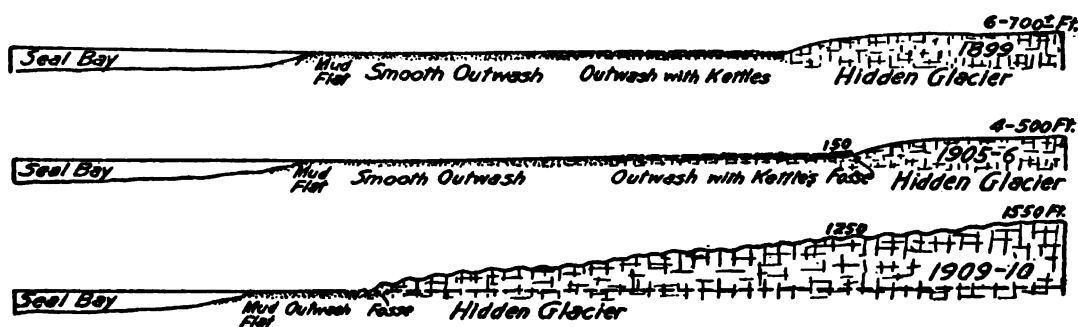 6-700± Ft.
Seal Bay
1899
Mud Flat
Smooth Outwash
Outwash with Kettles
Hidden Glacier
4-500 Ft.
150
Seal Bay
1905-6
Mud Flat
Smooth Outwash
Outwash with Kettles
Fosse
Hidden Glacier
1550 Ft.
1250
1909-10
Seal Bay
Mud Flat
Outwash
Fosse
Hidden Glacier